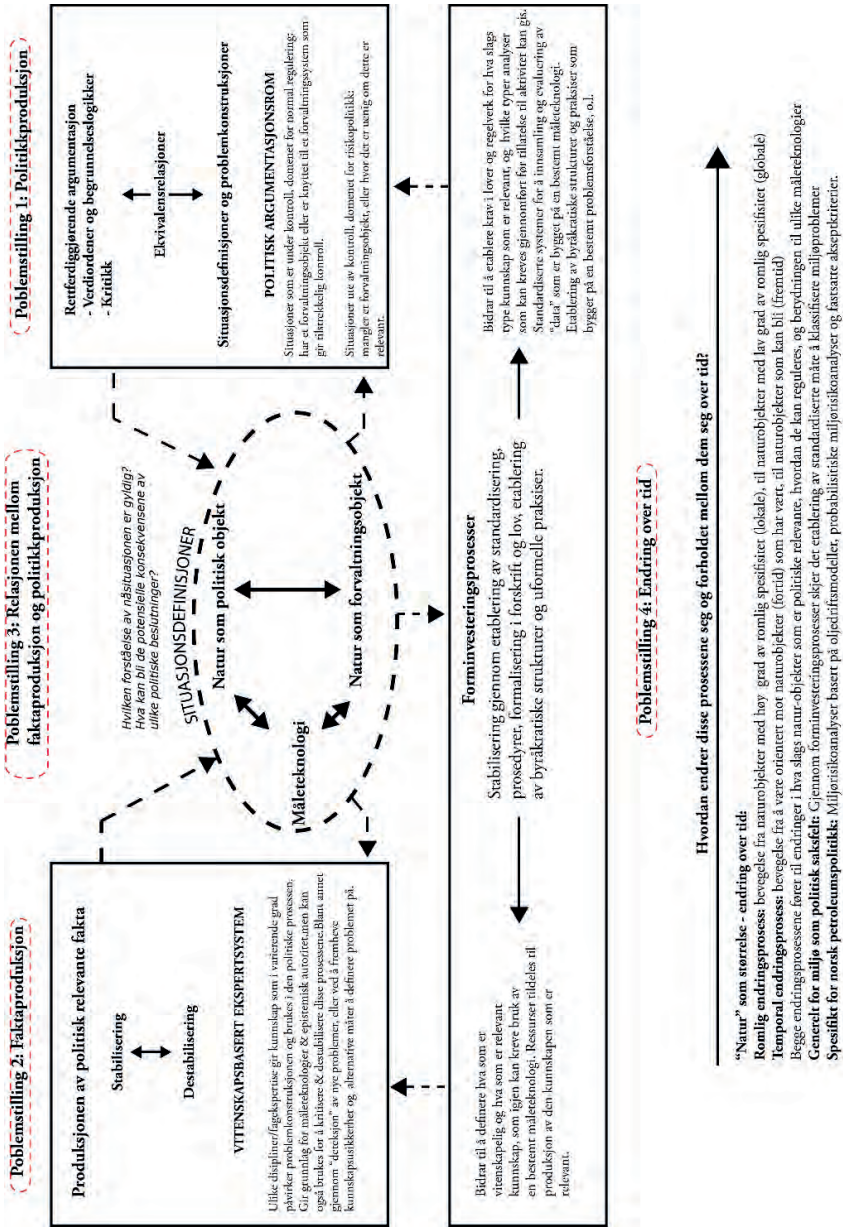 Poblemstilling 2: Faktaproduksjon
Produksjonen av politisk relevante fakta
Stabilisering
Destabilisering
VITENSKAPSBASERT EKSPERTSYSTEM
Ulike disipliner/fagekspertise gir kunnskap som i varierende grad
påvirker problemkonstruksjonen og brukes i den politiske prosessen.
Gir grunnlag for måleteknologier & epistemisk autoritet,men kan
også brukes for å kritisere & destabilisere disse prosessene.Blant annet
gjennom "deteksjon" av nye problemer, eller ved å fremheve
kunnskapsusikkerhet og alternative måter å definere problemet på.
Poblemstilling 3: Relasjonen mellom
faktaproduksjon og politikkproduksjon
Hvilken forståelse av nåsituasjonen er gyldig?
Hva kan bli de potensielle konsekvensene av
ulike politiske beslutninger?
SITUASJONSDEFINISJONER
Natur som politisk objekt
Måleteknologi
Natur som forvaltningsobjekt
Poblemstilling 1: Politikkproduksjon
Rettferdiggjørende argumentasjon
- Verdiordener og begrunnelseslogikker
- Kritikk
Ekvivalensrelasjoner
Situasjonsdefinisjoner og problemkonstruksjoner
POLITISK ARGUMENTASJONSROM
Situasjoner som er under kontroll, domenet for normal regulering:
har et forvaltningsobjekt eller er knyttet til et forvaltningssystem som
gir tilstrekkelig kontroll.
Situasjoner ute av kontroll, domenet for risikopolitikk:
mangler et forvaltningsobjekt, eller hvor det er uenig om dette er
relevant.
Forminvesteringsprosesser
Stabilisering gjennom etablering av standardisering,
prosedyrer, formalisering i forskrift og lov, etablering
av byråkratiske strukturer og uformelle praksiser.
Bidrar til å definere hva som er
vitenskapelig og hva som er relevant
kunnskap, som igjen kan kreve bruk av
en bestemt måleteknologi. Ressurser tildeles til
produksjon av den kunnskapen som er
relevant.
Bidrar til å etablere krav i lover og regelverk for hva slags
type kunnskap som er relevant, og hvilke typer analyser
som kan kreves gjennomført før tillatelse til aktivitet kan gis.
Standardiserte systemer for å innsamling og evaluering av
"data" som er bygget på en bestemt måleteknologi.
Etablering av byråkratiske strukturer og praksiser som
bygger på en bestemt problemforståelse, o.l.
Poblemstilling 4: Endring over tid
Hvordan endrer disse prosessene seg og forholdet mellom dem seg over tid?
"Natur" som størrelse - endring over tid:
Romlig endringsprosess: bevegelse fra naturobjekter med høy grad av romlig spesifisitet (lokale), til naturobjekter med lav grad av romlig spesifisitet (globale)
Temporal endringsprosess: bevegelse fra å være orientert mot naturobjekter (fortid) som har vært, til naturobjekter som kan bli (fremtid)
Begge endringsprosessene fører til endringer i hva slags natur-objekter som er politiske relevante, hvordan de kan reguleres, og betydningen til ulike måleteknologier
Generelt for miljø som politisk saksfelt: Gjennom forminvesteringsprosesser skjer det etablering av standardiserte måte å klassifisere miljøproblemer
Spesifikt for norsk petroleumspolitikk: Miljørisikoanalyser basert på oljedriftsmodeller, probabilisitiske miljørisikoanalyser og fastsatte akseptkriterier.